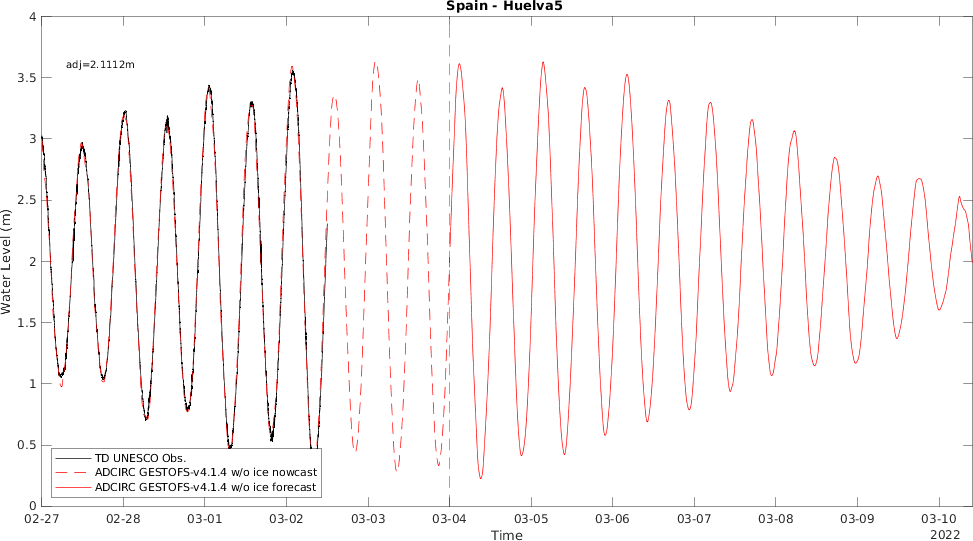 Spain - Huelva5
adj=2.1112m
Water Level (m)
4
3.5
3
2.5
2
1.5
1
0.5
0
TD UNESCO Obs.
ADCIRC GESTOFS-v4.1.4 w/o ice nowcast
ADCIRC GESTOFS-v4.1.4 w/o ice forecast
02-27 02-28 03-01 03-02 03-03 03-04 03-05 03-06 03-07 03-08 03-09 03-10
Time 2022